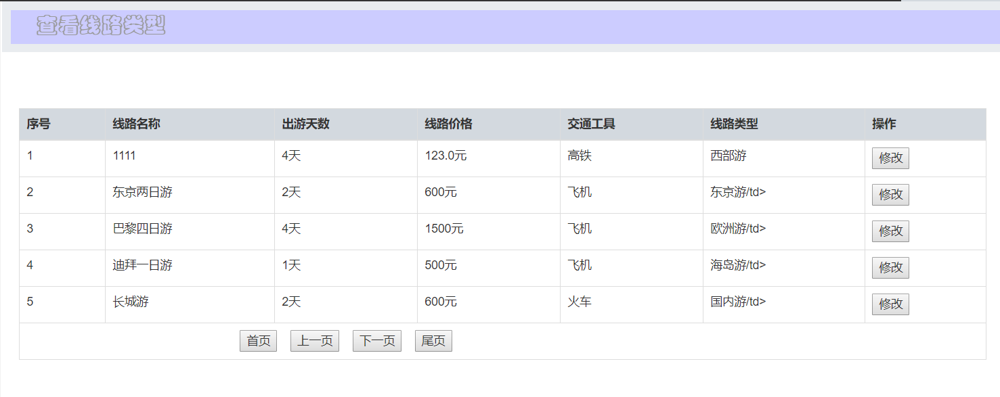 查看线路类型
序号 线路名称 出游天数 线路价格 交通工具 线路类型 操作
1 1111 4天 123.0元 高铁 西部游 修改
2 东京两日游 2天 600元 飞机 东京游/td> 修改
3 巴黎四日游 4天 1500元 飞机 欧洲游/td> 修改
4 迪拜一日游 1天 500元 飞机 海岛游/td> 修改
5 长城游 2天 600元 火车 国内游/td> 修改
首页 上一页 下一页 尾页